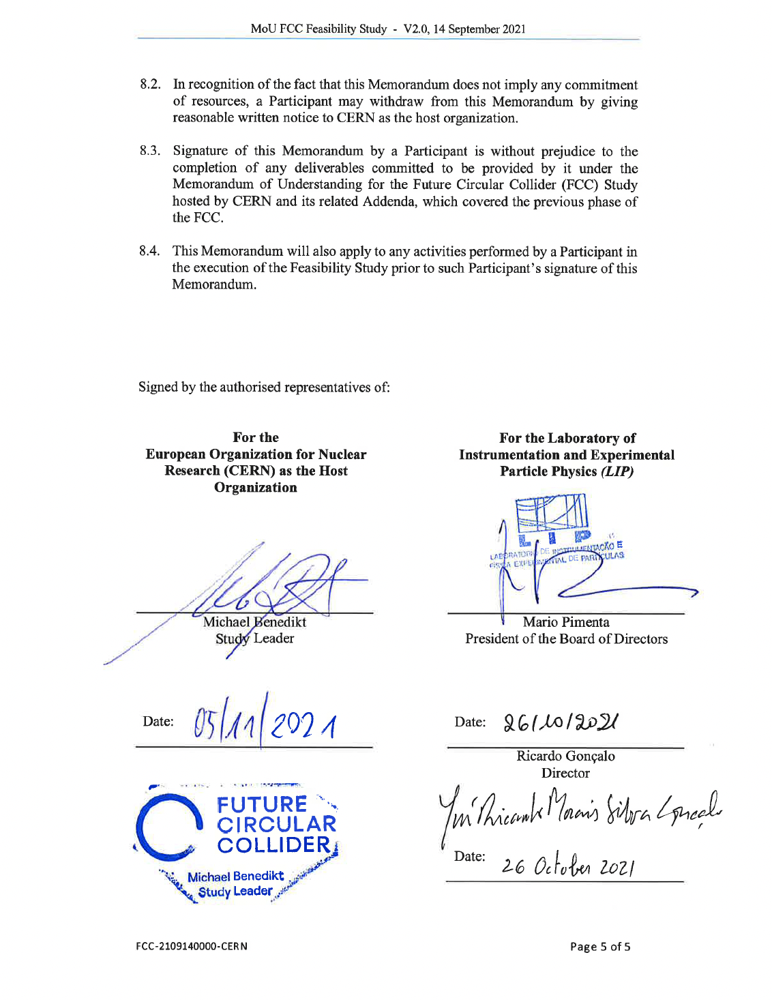 MoU FCC Feasibility Study - V2.0, 14 September 2021
8.2. In recognition of the fact that this Memorandum does not imply any commitment
of resources, a Participant may withdraw from this Memorandum by giving
reasonable written notice to CERN as the host organization.
8.3. Signature of this Memorandum by a Participant is without prejudice to the
completion of any deliverables committed to be provided by it under the
Memorandum of Understanding for the Future Circular Collider (FCC) Study
hosted by CERN and its related Addenda, which covered the previous phase of
the FCC.
8.4. This Memorandum will also apply to any activities performed by a Participant in
the execution of the Feasibility Study prior to such Participant's signature of this
Memorandum.
Signed by the authorised representatives of:
For the
European Organization for Nuclear
Research (CERN) as the Host
Organization
Michael Benedikt
Study Leader
Date: 05/11/2021
FUTURE
CIRCULAR
COLLIDER
Michael Benedikt
Study Leader
For the Laboratory of
Instrumentation and Experimental
Particle Physics (LIP)
LIP
LABORATÓRIO DE INSTRUMENTAÇÃO E
FÍSICA EXPERIMENTAL DE PARTÍCULAS
Mario Pimenta
President of the Board of Directors
Date: 26/10/2021
Ricardo Gonçalo
Director
Ricardo Morais Silva Gonçalo
Date: 26 October 2021
FCC-2109140000-CERN
Page 5 of 5